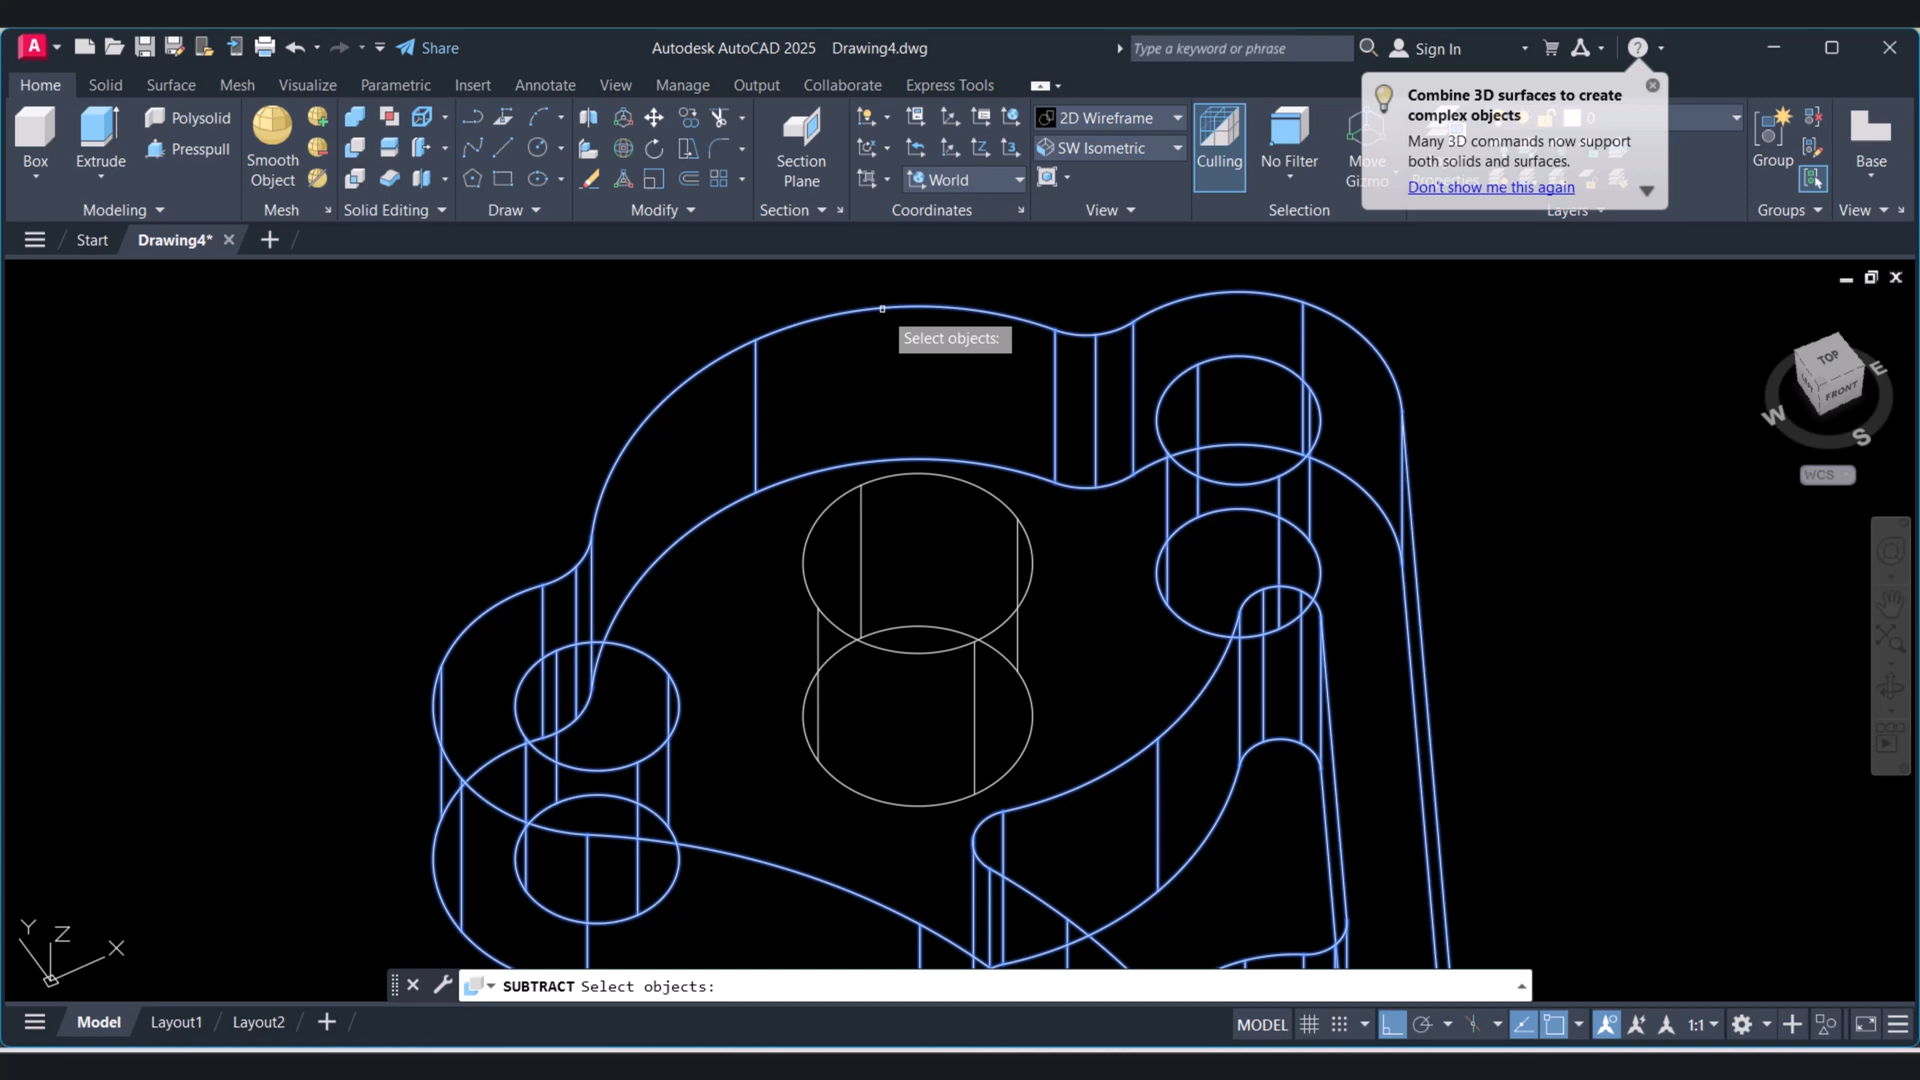 A
Share
Autodesk AutoCAD 2025 Drawing4.dwg
Type a keyword or phrase
Sign In
?
Home Solid Surface Mesh Visualize Parametric Insert Annotate View Manage Output Collaborate Express Tools
Box
Extrude
Polysolid
Presspull
Smooth
Object
Section
Plane
World
2D Wireframe
SW Isometric
Culling
No Filter
Move
Gizmo
0
Group
Base
Combine 3D surfaces to create
complex objects
Many 3D commands now support
both solids and surfaces.
Don't show me this again
Modeling Mesh Solid Editing Draw Modify Section Coordinates View Selection Layers Groups View
Start Drawing4*
Select objects:
TOP
FRONT
W S E
WCS
Y Z X
SUBTRACT Select objects:
Model Layout1 Layout2
MODEL 1:1